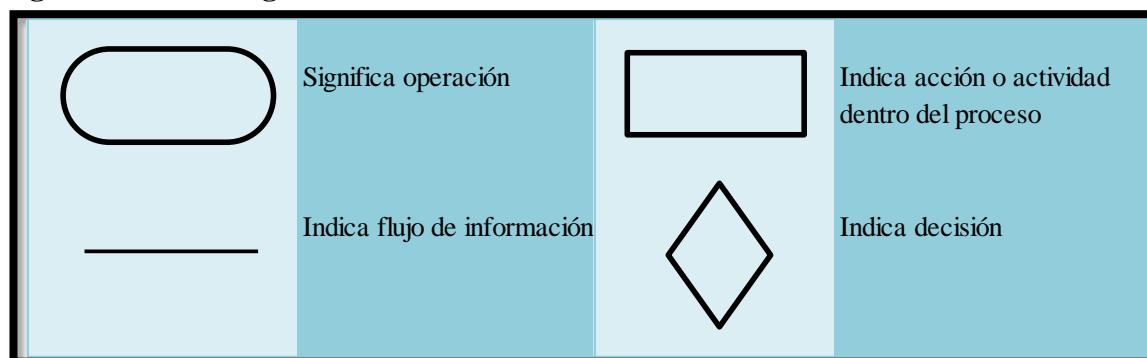 Significa operación
Indica acción o actividad
dentro del proceso
Indica flujo de información
Indica decisión